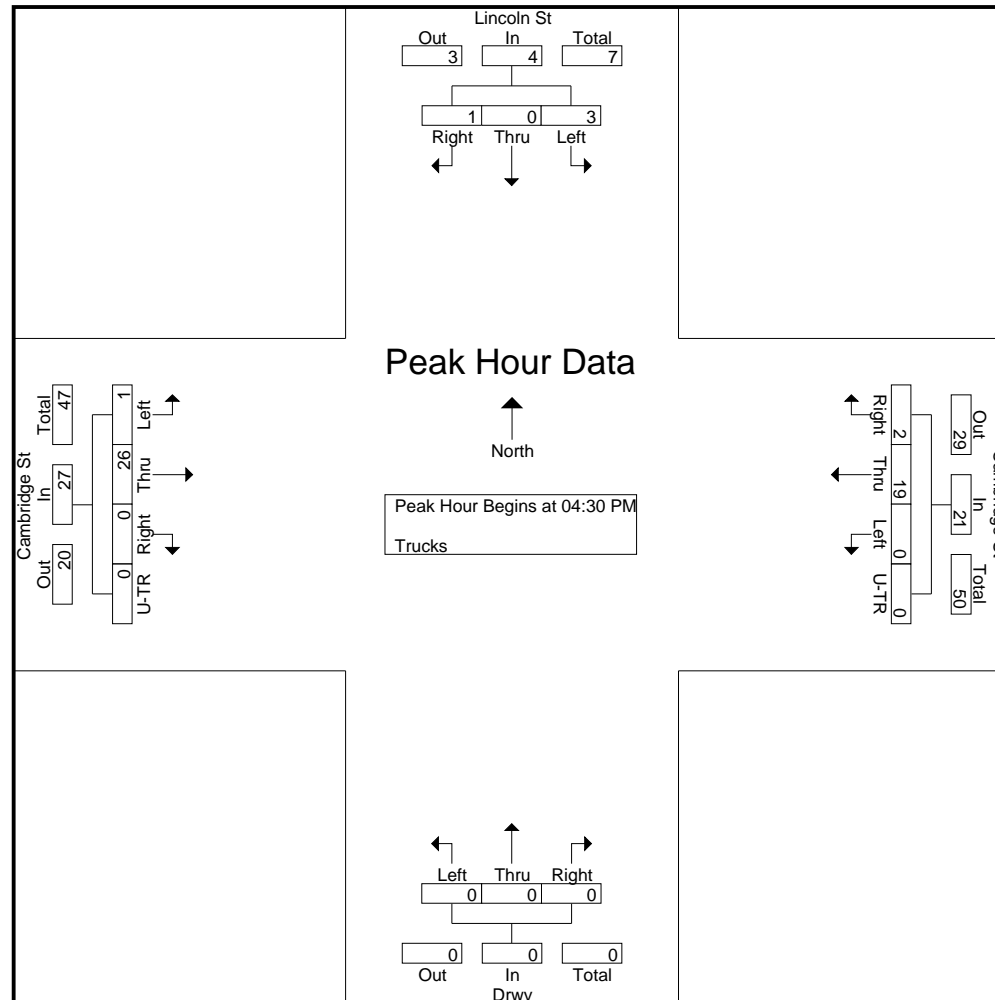 Lincoln St
Out In Total
3 4 7
1 0 3
Right Thru Left
Peak Hour Data
North
Peak Hour Begins at 04:30 PM
Trucks
Cambridge St
Total In Out
47 27 20
1 26 0 0
Left Thru Right U-TR
Right Thru Left U-TR
2 19 0 0
29 21 50
Out In Total
Left Thru Right
0 0 0
0 0 0
Out In Total
Drwy